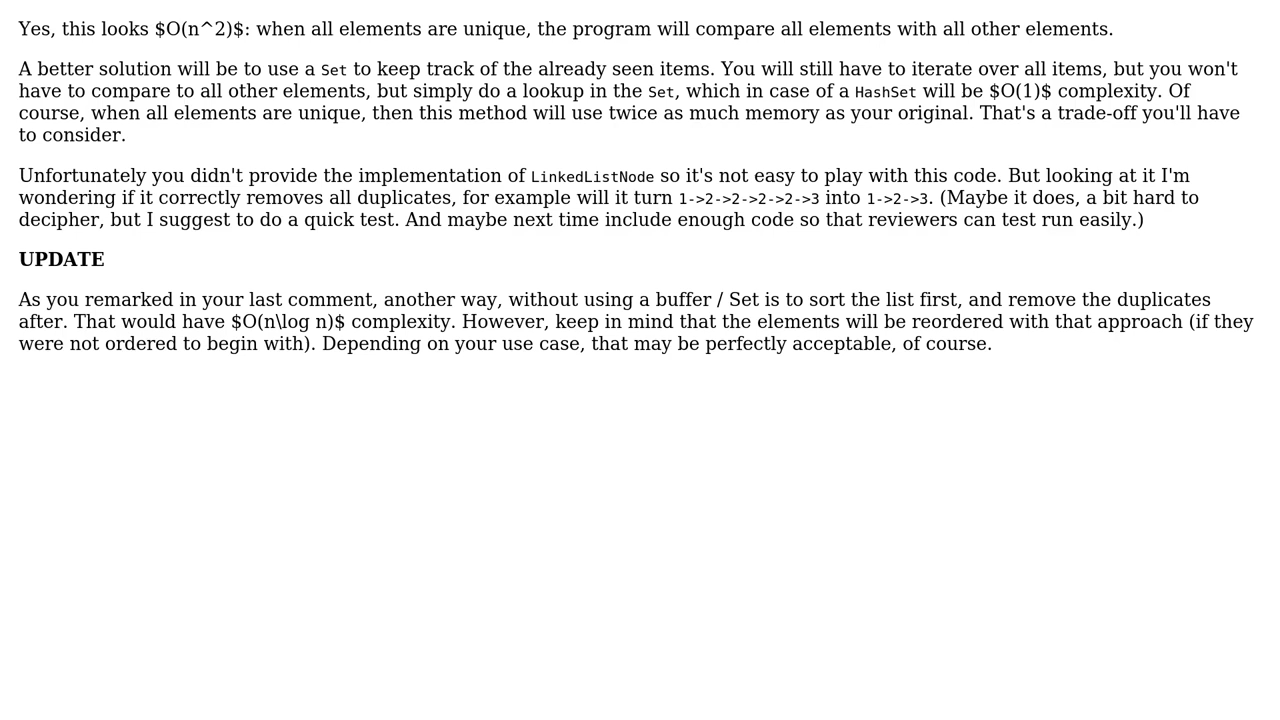 Yes, this looks $O(n^2)$: when all elements are unique, the program will compare all elements with all other elements.
A better solution will be to use a Set to keep track of the already seen items. You will still have to iterate over all items, but you won't
have to compare to all other elements, but simply do a lookup in the Set, which in case of a HashSet will be $O(1)$ complexity. Of
course, when all elements are unique, then this method will use twice as much memory as your original. That's a trade-off you'll have
to consider.
Unfortunately you didn't provide the implementation of LinkedListNode so it's not easy to play with this code. But looking at it I'm
wondering if it correctly removes all duplicates, for example will it turn 1->2->2->2->2->3 into 1->2->3. (Maybe it does, a bit hard to
decipher, but I suggest to do a quick test. And maybe next time include enough code so that reviewers can test run easily.)
UPDATE
As you remarked in your last comment, another way, without using a buffer / Set is to sort the list first, and remove the duplicates
after. That would have $O(n\log n)$ complexity. However, keep in mind that the elements will be reordered with that approach (if they
were not ordered to begin with). Depending on your use case, that may be perfectly acceptable, of course.